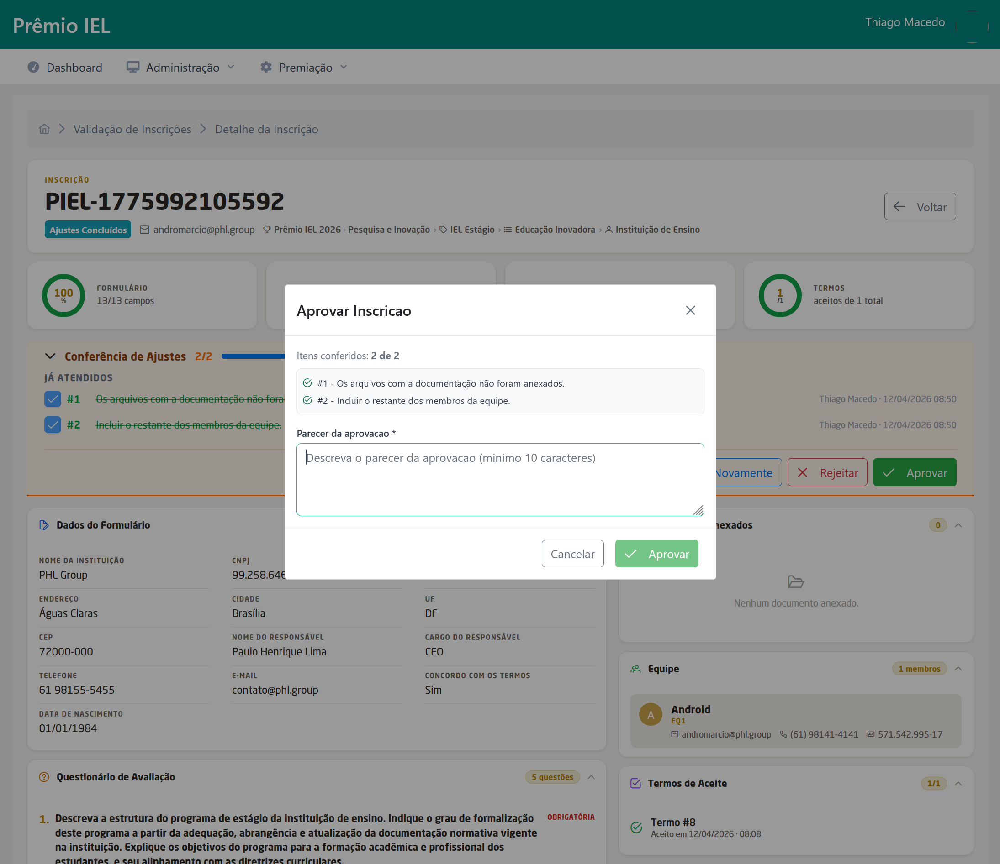 Prêmio IEL
Thiago Macedo
Dashboard
Administração
Premiação
Validação de Inscrições
Detalhe da Inscrição
INSCRIÇÃO
PIEL-1775992105592
Voltar
Ajustes Concluídos
andromarcio@phl.group
Prêmio IEL 2026 - Pesquisa e Inovação › IEL Estágio › Educação Inovadora › Instituição de Ensino
100
%
FORMULÁRIO
13/13 campos
1
/1
TERMOS
aceitos de 1 total
Conferência de Ajustes 2/2
JÁ ATENDIDOS
#1 Os arquivos com a documentação não fora
Thiago Macedo · 12/04/2026 08:50
#2 Incluir o restante dos membros da equipe.
Thiago Macedo · 12/04/2026 08:50
Novamente
Rejeitar
Aprovar
Aprovar Inscricao
Itens conferidos: 2 de 2
#1 - Os arquivos com a documentação não foram anexados.
#2 - Incluir o restante dos membros da equipe.
Parecer da aprovacao *
Descreva o parecer da aprovacao (minimo 10 caracteres)
Cancelar
Aprovar
Dados do Formulário
NOME DA INSTITUIÇÃO
PHL Group
CNPJ
99.258.646
ENDEREÇO
Águas Claras
CIDADE
Brasília
UF
DF
CEP
72000-000
NOME DO RESPONSÁVEL
Paulo Henrique Lima
CARGO DO RESPONSÁVEL
CEO
TELEFONE
61 98155-5455
E-MAIL
contato@phl.group
CONCORDO COM OS TERMOS
Sim
DATA DE NASCIMENTO
01/01/1984
nexados
0
Nenhum documento anexado.
Equipe
1 membros
A
Android
EQ1
andromarcio@phl.group (61) 98141-4141 571.542.995-17
Questionário de Avaliação
5 questões
1. Descreva a estrutura do programa de estágio da instituição de ensino. Indique o grau de formalização
deste programa a partir da adequação, abrangência e atualização da documentação normativa vigente
na instituição. Explique os objetivos do programa para a formação acadêmica e profissional dos
estudantes, e seu alinhamento com as diretrizes curriculares.
OBRIGATÓRIA
Termos de Aceite
1/1
Termo #8
Aceito em 12/04/2026 · 08:08